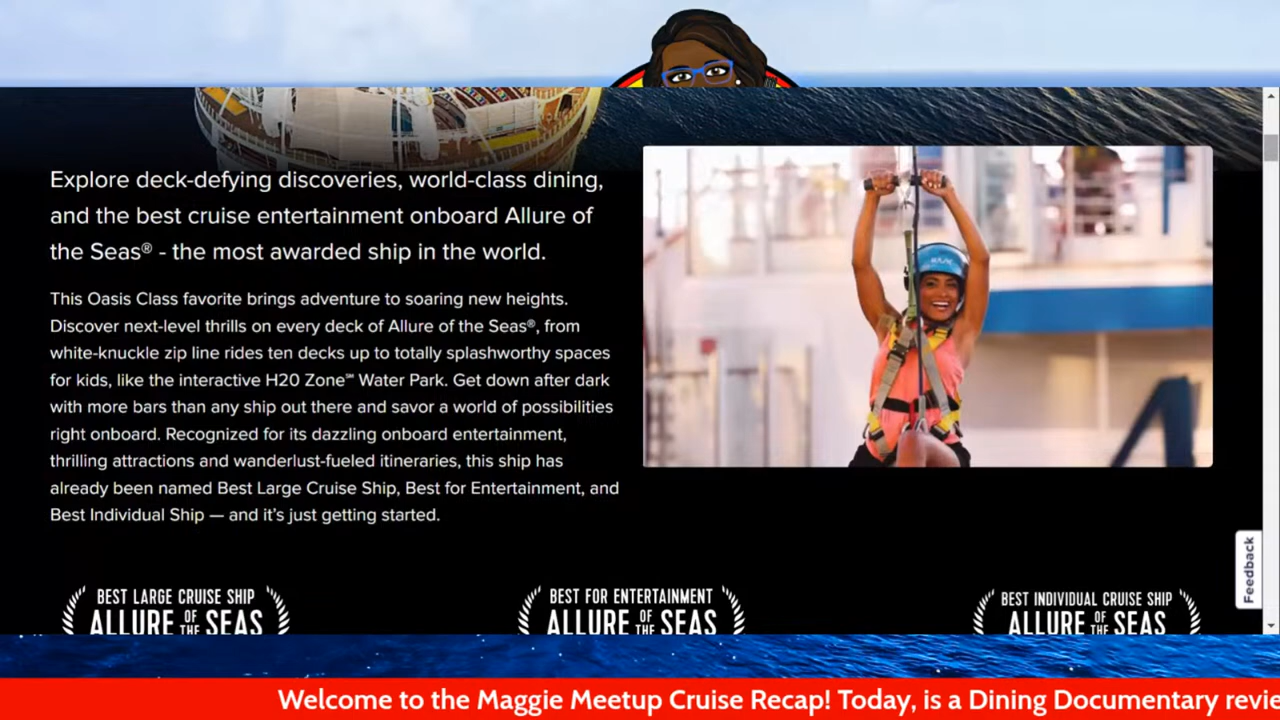 Explore deck-defying discoveries, world-class dining,
and the best cruise entertainment onboard Allure of
the Seas® - the most awarded ship in the world.
This Oasis Class favorite brings adventure to soaring new heights.
Discover next-level thrills on every deck of Allure of the Seas®, from
white-knuckle zip line rides ten decks up to totally splashworthy spaces
for kids, like the interactive H20 Zone℠ Water Park. Get down after dark
with more bars than any ship out there and savor a world of possibilities
right onboard. Recognized for its dazzling onboard entertainment,
thrilling attractions and wanderlust-fueled itineraries, this ship has
already been named Best Large Cruise Ship, Best for Entertainment, and
Best Individual Ship — and it's just getting started.
Feedback
BEST LARGE CRUISE SHIP
ALLURE OF THE SEAS
BEST FOR ENTERTAINMENT
ALLURE OF THE SEAS
BEST INDIVIDUAL CRUISE SHIP
ALLURE OF THE SEAS
Welcome to the Maggie Meetup Cruise Recap! Today, is a Dining Documentary revie